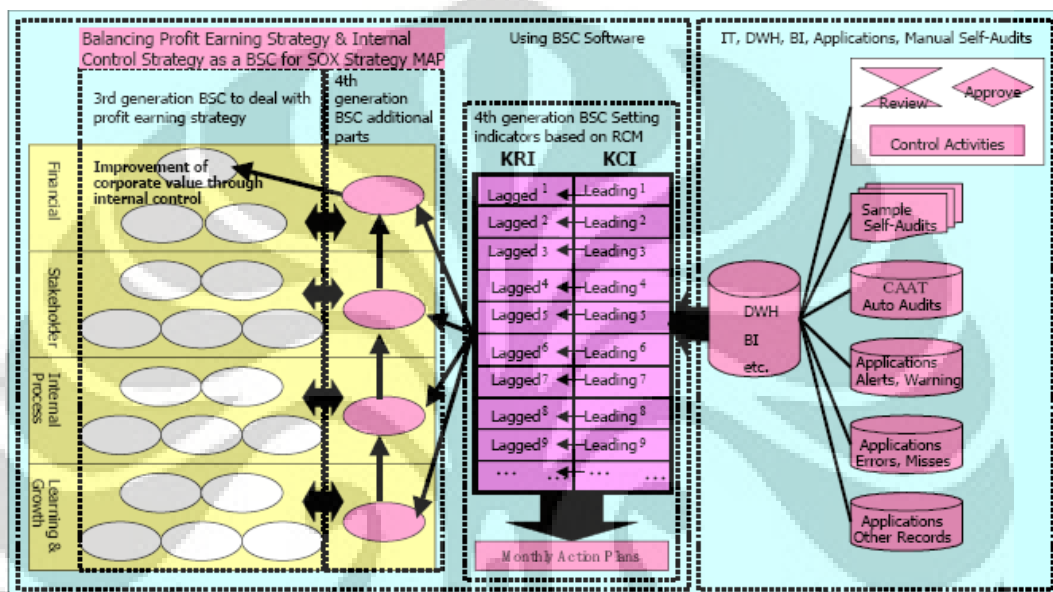 Balancing Profit Earning Strategy & Internal
Control Strategy as a BSC for SOX Strategy MAP
Using BSC Software
IT, DWH, BI, Applications, Manual Self-Audits
3rd generation BSC to deal with
profit earning strategy
4th
generation
BSC additional
parts
4th generation BSC Setting
indicators based on RCM
KRI KCI
Review
Approve
Control Activities
Financial
Improvement of
corporate value through
internal control
Stakeholder
Internal
Process
Learning &
Growth
Lagged 1 Leading 1
Lagged 2 Leading 2
Lagged 3 Leading 3
Lagged 4 Leading 4
Lagged 5 Leading 5
Lagged 6 Leading 6
Lagged 7 Leading 7
Lagged 8 Leading 8
Lagged 9 Leading 9
... ... ...
Monthly Action Plans
DWH
BI
etc.
Sample
Self-Audits
CAAT
Auto Audits
Applications
Alerts, Warning
Applications
Errors, Misses
Applications
Other Records